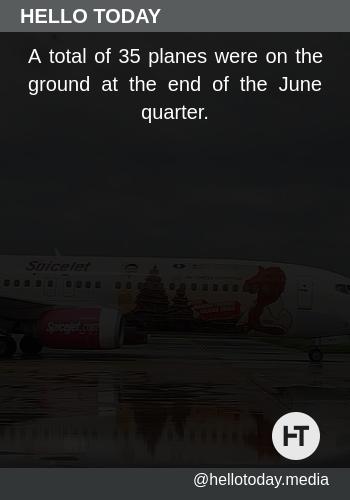 HELLO TODAY
A total of 35 planes were on the
ground at the end of the June
quarter.
SpiceJet
spicejet.com
HT
@hellotoday.media